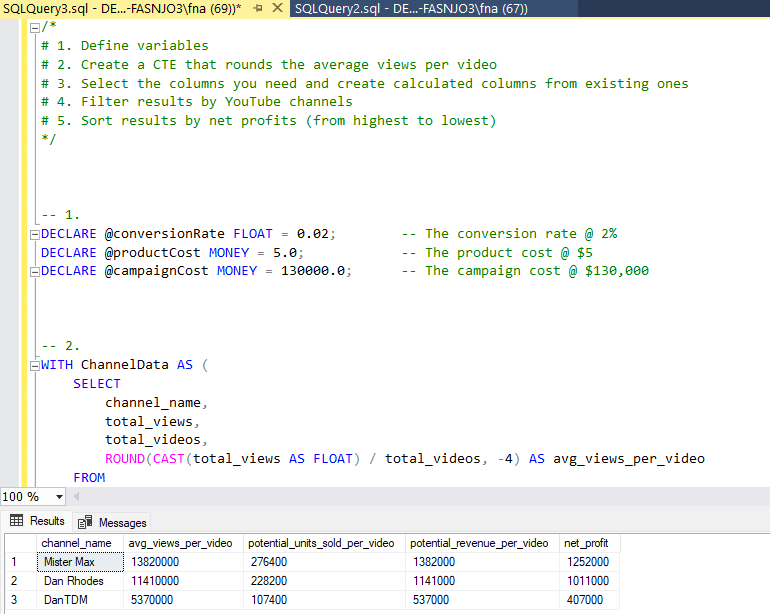 SQLQuery3.sql - DE...-FASNJO3\fna (69))* SQLQuery2.sql - DE...-FASNJO3\fna (67))
/*
# 1. Define variables
# 2. Create a CTE that rounds the average views per video
# 3. Select the columns you need and create calculated columns from existing ones
# 4. Filter results by YouTube channels
# 5. Sort results by net profits (from highest to lowest)
*/
-- 1.
DECLARE @conversionRate FLOAT = 0.02; -- The conversion rate @ 2%
DECLARE @productCost MONEY = 5.0; -- The product cost @ $5
DECLARE @campaignCost MONEY = 130000.0; -- The campaign cost @ $130,000
-- 2.
WITH ChannelData AS (
SELECT
channel_name,
total_views,
total_videos,
ROUND(CAST(total_views AS FLOAT) / total_videos, -4) AS avg_views_per_video
FROM
100 %
Results Messages
channel_name avg_views_per_video potential_units_sold_per_video potential_revenue_per_video net_profit
1 Mister Max 13820000 276400 1382000 1252000
2 Dan Rhodes 11410000 228200 1141000 1011000
3 DanTDM 5370000 107400 537000 407000